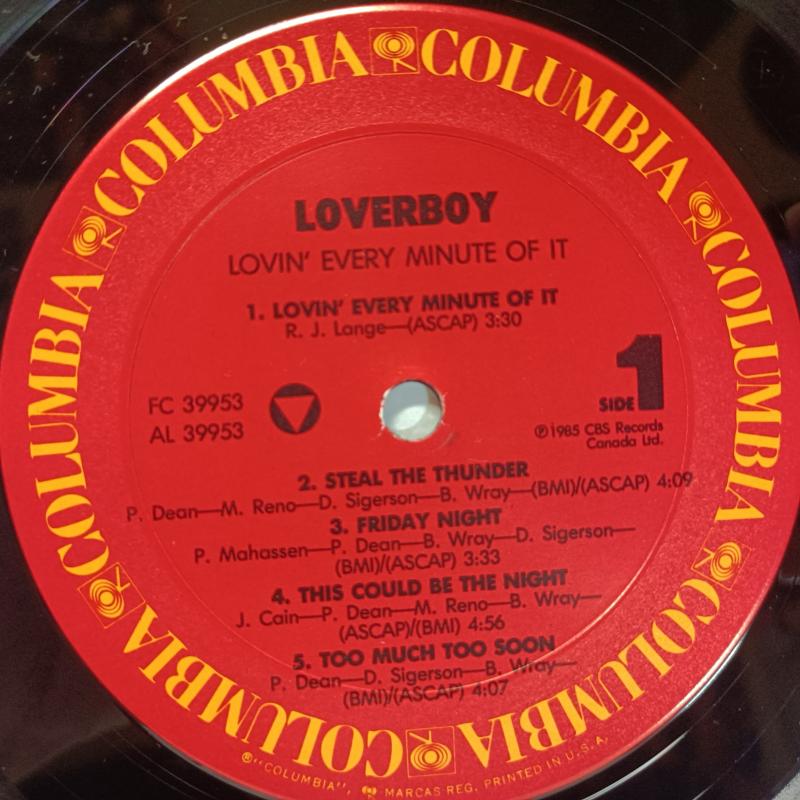 COLUMBIA COLUMBIA COLUMBIA COLUMBIA COLUMBIA COLUMBIA COLUMBIA COLUMBIA
LOVERBOY
LOVIN' EVERY MINUTE OF IT
1. LOVIN' EVERY MINUTE OF IT
R. J. Lange—(ASCAP) 3:30
FC 39953
AL 39953
SIDE 1
℗ 1985 CBS Records
Canada Ltd.
2. STEAL THE THUNDER
P. Dean—M. Reno—D. Sigerson—B. Wray—(BMI)/(ASCAP) 4:09
3. FRIDAY NIGHT
P. Mahassen—P. Dean—B. Wray—D. Sigerson—
(BMI)/(ASCAP) 3:33
4. THIS COULD BE THE NIGHT
J. Cain—P. Dean—M. Reno—B. Wray—
(ASCAP)/(BMI) 4:56
5. TOO MUCH TOO SOON
P. Dean—D. Sigerson—B. Wray—
(BMI)/(ASCAP) 4:07
®"COLUMBIA", MARCAS REG. PRINTED IN U.S.A.